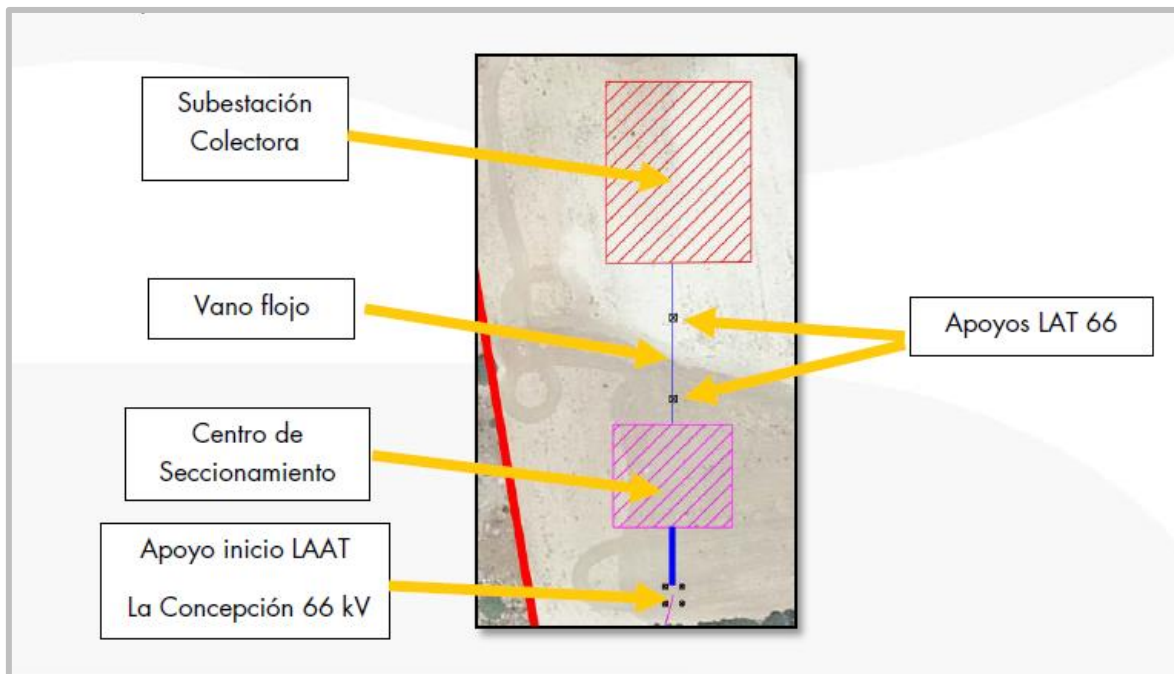 Subestación
Colectora
Vano flojo
Apoyos LAT 66
Centro de
Seccionamiento
Apoyo inicio LAAT
La Concepción 66 kV